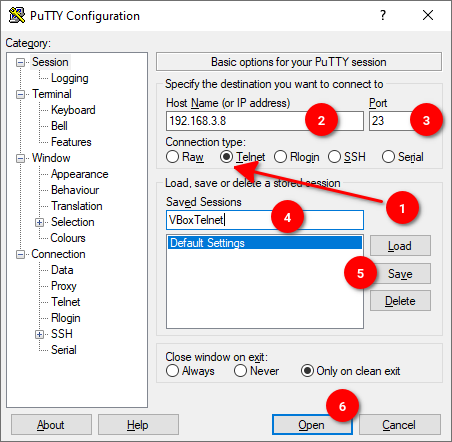 PuTTY Configuration
Category:
Session
Logging
Terminal
Keyboard
Bell
Features
Window
Appearance
Behaviour
Translation
Selection
Colours
Connection
Data
Proxy
Telnet
Rlogin
SSH
Serial
Basic options for your PuTTY session
Specify the destination you want to connect to
Host Name (or IP address) Port
192.168.3.8 2 23 3
Connection type:
Raw Telnet Rlogin SSH Serial
1
Load, save or delete a stored session
Saved Sessions
VBoxTelnet 4
Default Settings
Load
5 Save
Delete
Close window on exit:
Always Never Only on clean exit
6
About Help Open Cancel